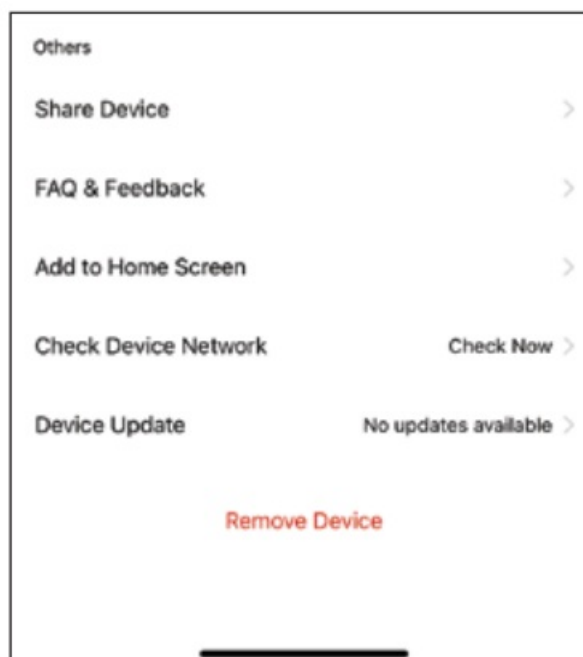 Others
Share Device
FAQ & Feedback
Add to Home Screen
Check Device Network Check Now
Device Update No updates available
Remove Device